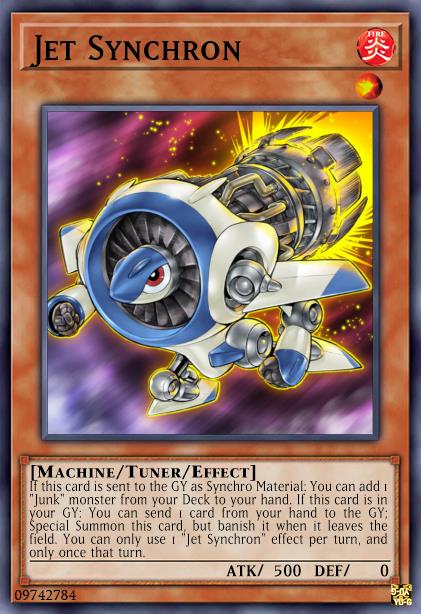 JET SYNCHRON
FIRE
炎
[MACHINE/TUNER/EFFECT]
If this card is sent to the GY as Synchro Material: You can add 1
"Junk" monster from your Deck to your hand. If this card is in
your GY: You can send 1 card from your hand to the GY;
Special Summon this card, but banish it when it leaves the
field. You can only use 1 "Jet Synchron" effect per turn, and
only once that turn.
ATK/ 500 DEF/ 0
09742784